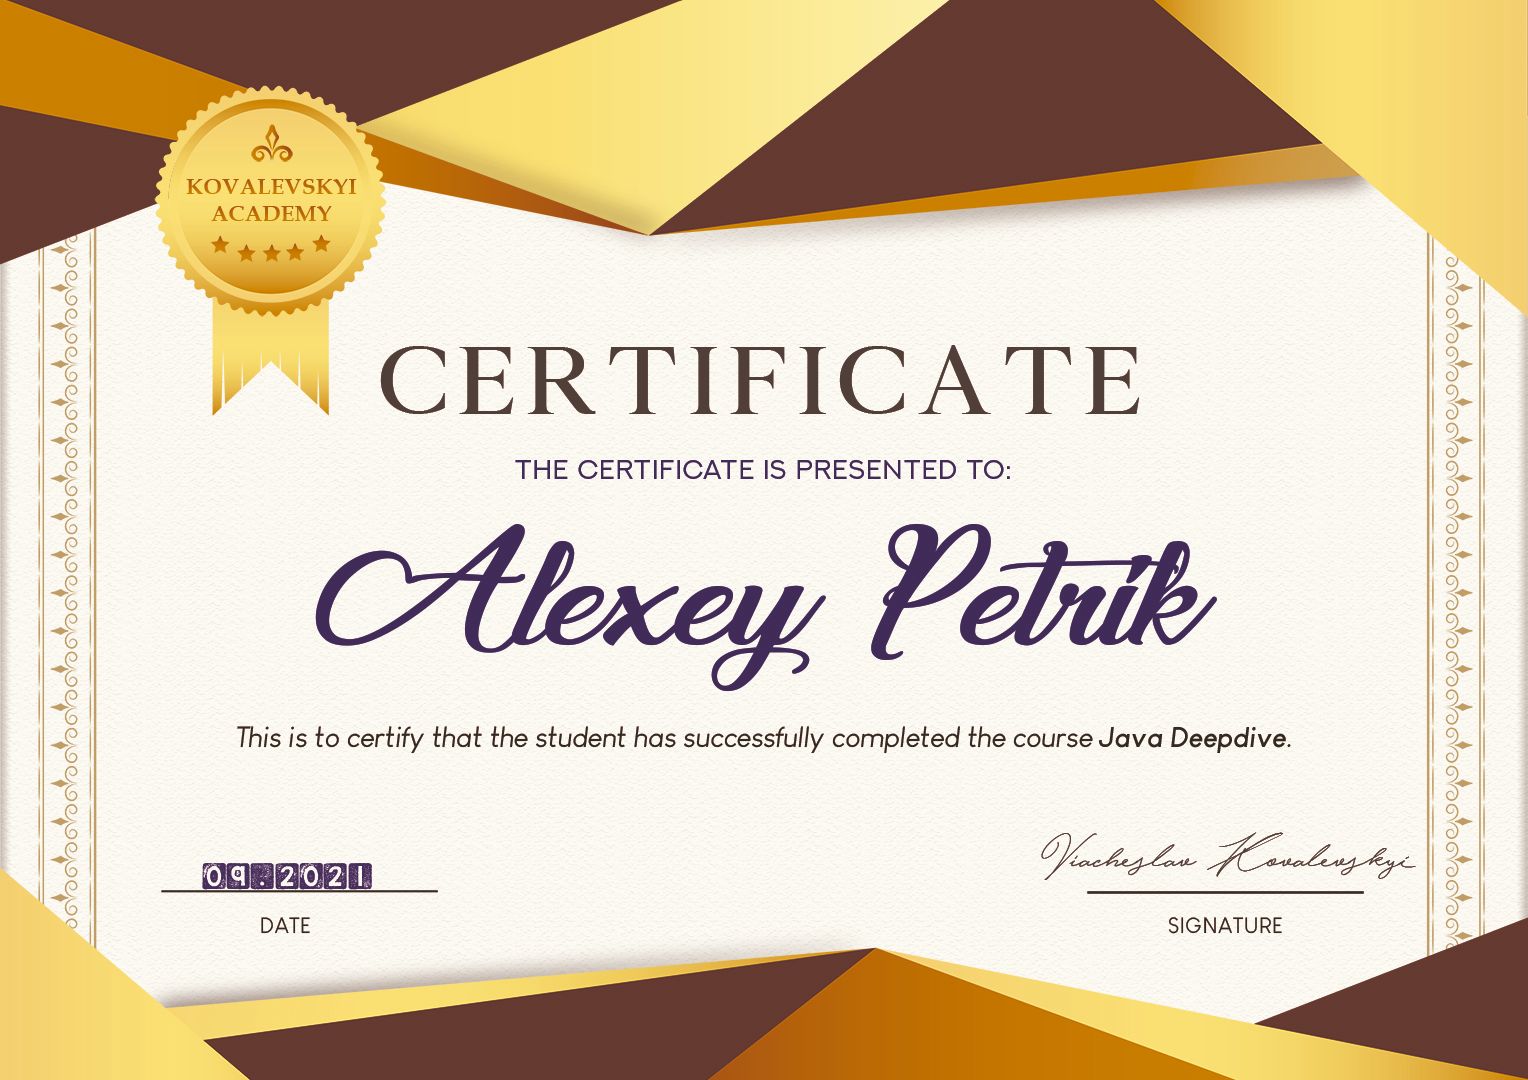 KOVALEVSKYI
ACADEMY
CERTIFICATE
THE CERTIFICATE IS PRESENTED TO:
Alexey Petrik
This is to certify that the student has successfully completed the course Java Deepdive.
09.2021
Viacheslav Kovalevskyi
DATE
SIGNATURE